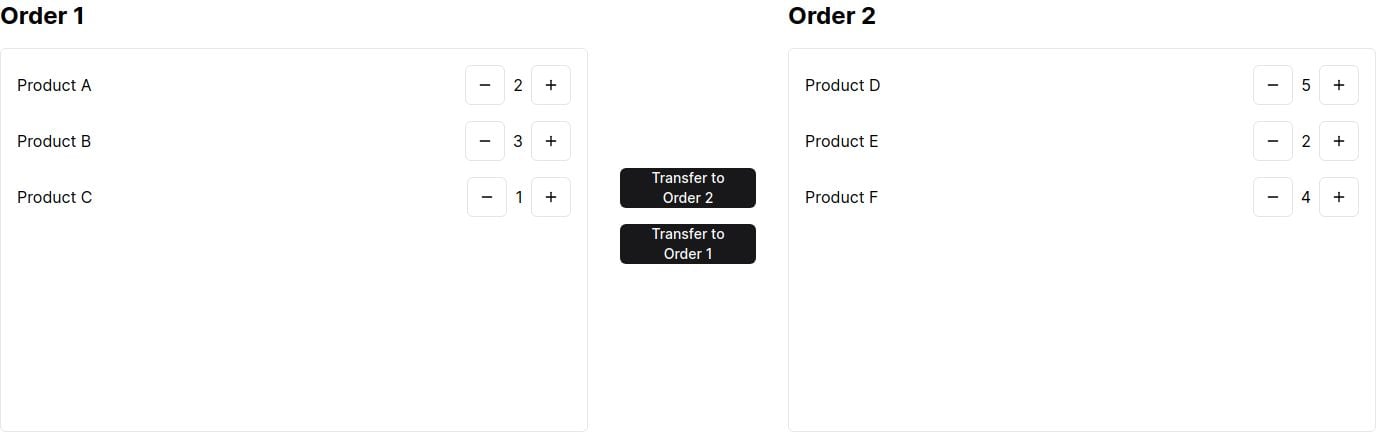 Order 1
Product A − 2 +
Product B − 3 +
Product C − 1 +
Transfer to
Order 2
Transfer to
Order 1
Order 2
Product D − 5 +
Product E − 2 +
Product F − 4 +